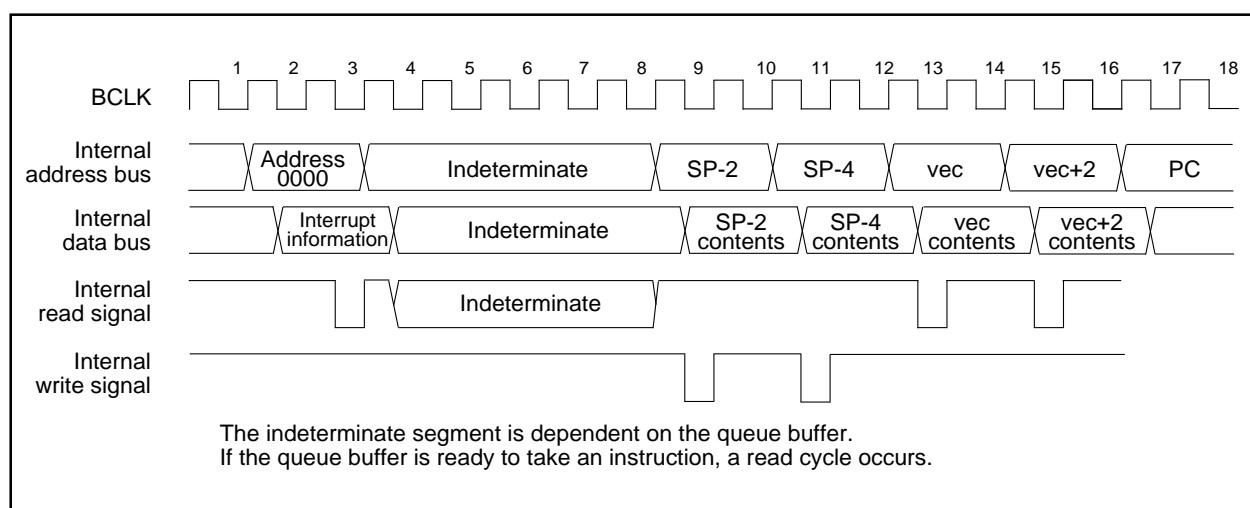 1 2 3 4 5 6 7 8 9 10 11 12 13 14 15 16 17 18
BCLK
Internal
address bus
Address
0000
Indeterminate
SP-2
SP-4
vec
vec+2
PC
Internal
data bus
Interrupt
information
Indeterminate
SP-2
contents
SP-4
contents
vec
contents
vec+2
contents
Internal
read signal
Indeterminate
Internal
write signal
The indeterminate segment is dependent on the queue buffer.
If the queue buffer is ready to take an instruction, a read cycle occurs.